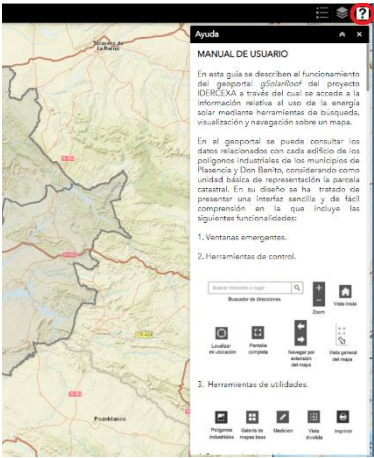 ?
Ayuda
MANUAL DE USUARIO
En esta guía se describen el funcionamiento
del geoportal gSolarRoof del proyecto
IDERCEXA a través del cual se accede a la
información relativa al uso de la energía
solar mediante herramientas de búsqueda,
visualización y navegación sobre un mapa.
En el geoportal se puede consultar los
datos relacionados con cada edificio de los
polígonos industriales de los municipios de
Plasencia y Don Benito, considerando como
unidad básica de representación la parcela
catastral. En su diseño se ha tratado de
presentar una interfaz sencilla y de fácil
comprensión en la que incluye las
siguientes funcionalidades:
1. Ventanas emergentes.
2. Herramientas de control.
Buscar dirección o lugar
Buscador de direcciones
Zoom
Vista Inicio
Localizar
mi ubicación
Pantalla
completa
Navegar por
extensión
del mapa
Vista general
del mapa
3. Herramientas de utilidades.
Polígonos
industriales
Galería de
mapas base
Medición
Vista
dividida
Imprimir
Talavera de
la Reina
Pozoblanco